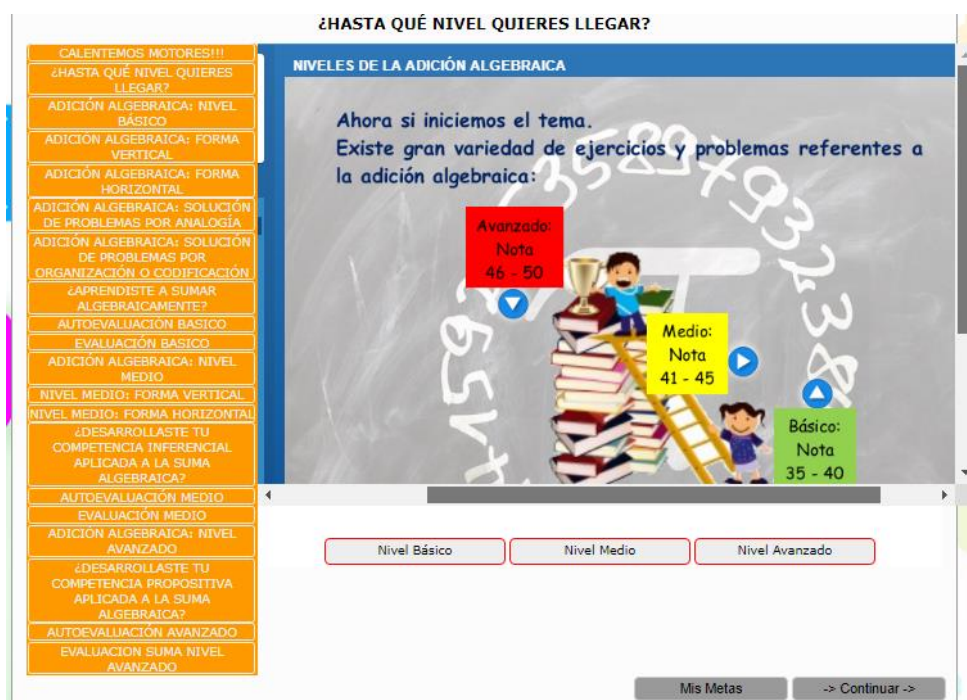 ¿HASTA QUÉ NIVEL QUIERES LLEGAR?
CALENTEMOS MOTORES!!!
¿HASTA QUÉ NIVEL QUIERES
LLEGAR?
ADICIÓN ALGEBRAICA: NIVEL
BÁSICO
ADICIÓN ALGEBRAICA: FORMA
VERTICAL
ADICIÓN ALGEBRAICA: FORMA
HORIZONTAL
ADICIÓN ALGEBRAICA: SOLUCIÓN
DE PROBLEMAS POR ANALOGÍA
ADICIÓN ALGEBRAICA: SOLUCIÓN
DE PROBLEMAS POR
ORGANIZACIÓN O CODIFICACIÓN
¿APRENDISTE A SUMAR
ALGEBRAICAMENTE?
AUTOEVALUACIÓN BASICO
EVALUACIÓN BASICO
ADICIÓN ALGEBRAICA: NIVEL
MEDIO
NIVEL MEDIO: FORMA VERTICAL
NIVEL MEDIO: FORMA HORIZONTAL
¿DESARROLLASTE TU
COMPETENCIA INFERENCIAL
APLICADA A LA SUMA
ALGEBRAICA?
AUTOEVALUACIÓN MEDIO
EVALUACIÓN MEDIO
ADICIÓN ALGEBRAICA: NIVEL
AVANZADO
¿DESARROLLASTE TU
COMPETENCIA PROPOSITIVA
APLICADA A LA SUMA
ALGEBRAICA?
AUTOEVALUACIÓN AVANZADO
EVALUACION SUMA NIVEL
AVANZADO
NIVELES DE LA ADICIÓN ALGEBRAICA
Ahora si iniciemos el tema.
Existe gran variedad de ejercicios y problemas referentes a
la adición algebraica:
Avanzado:
Nota
46 - 50
Medio:
Nota
41 - 45
Básico:
Nota
35 - 40
Nivel Básico
Nivel Medio
Nivel Avanzado
Mis Metas
-> Continuar ->